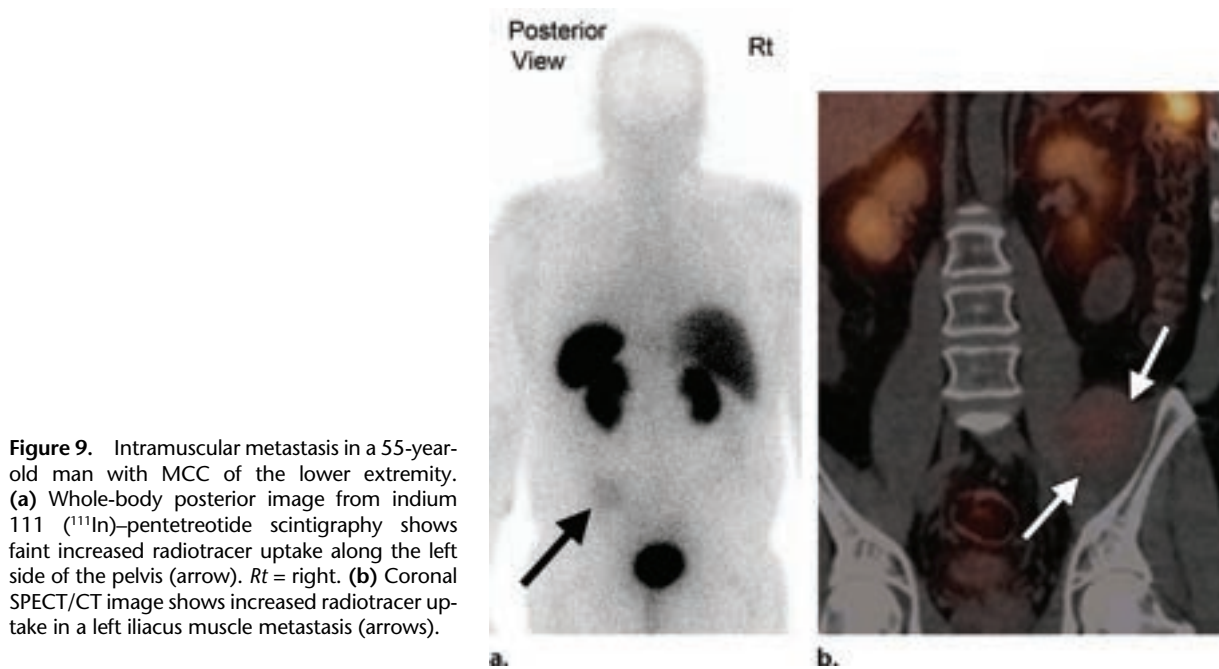 Posterior
View
Rt
Figure 9. Intramuscular metastasis in a 55-year-
old man with MCC of the lower extremity.
(a) Whole-body posterior image from indium
111 (¹¹¹In)–pentetreotide scintigraphy shows
faint increased radiotracer uptake along the left
side of the pelvis (arrow). Rt = right. (b) Coronal
SPECT/CT image shows increased radiotracer up-
take in a left iliacus muscle metastasis (arrows).
a.
b.